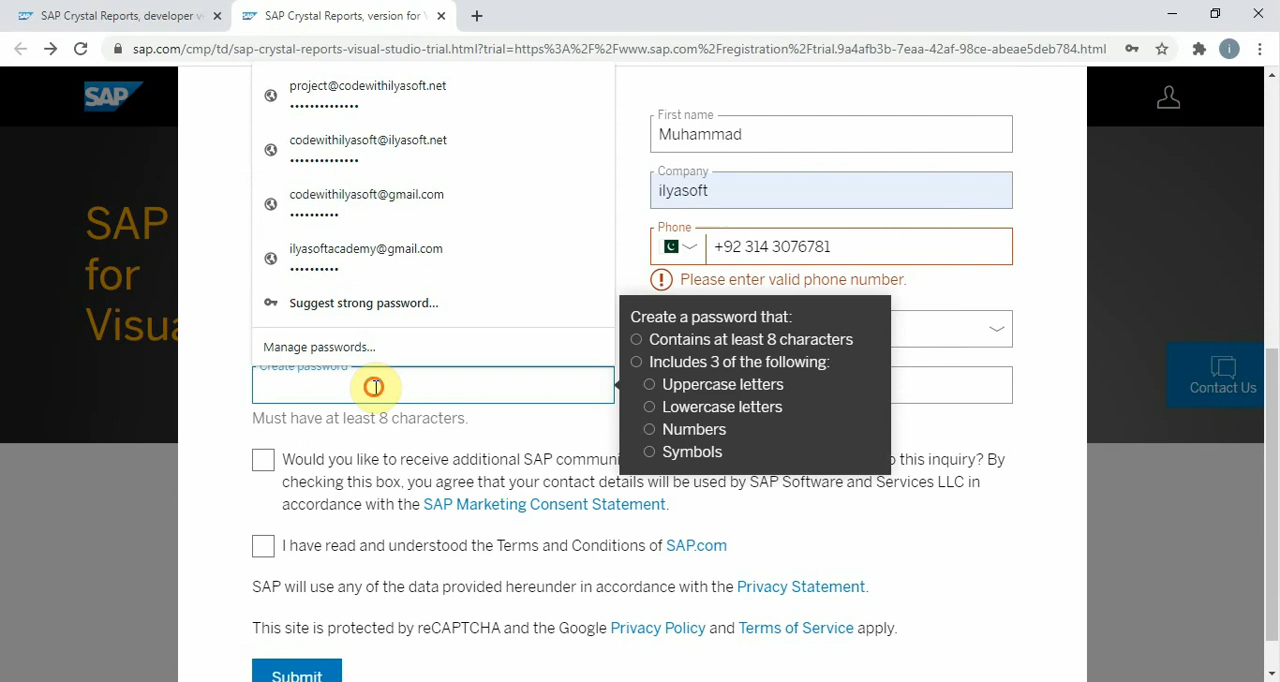 SAP Crystal Reports, developer v
SAP Crystal Reports, version for V
sap.com/cmp/td/sap-crystal-reports-visual-studio-trial.html?trial=https%3A%2F%2Fwww.sap.com%2Fregistration%2Ftrial.9a4afb3b-7eaa-42af-98ce-abeae5deb784.html
i
SAP
SAP
for
Visua
project@codewithilyasoft.net
••••••••••••••
codewithilyasoft@ilyasoft.net
••••••••••••••
codewithilyasoft@gmail.com
••••••••••
ilyasoftacademy@gmail.com
••••••••••
Suggest strong password...
Manage passwords...
First name
Muhammad
Company
ilyasoft
Phone
+92 314 3076781
Please enter valid phone number.
Create password
Must have at least 8 characters.
Create a password that:
Contains at least 8 characters
Includes 3 of the following:
Uppercase letters
Lowercase letters
Numbers
Symbols
Contact Us
Would you like to receive additional SAP communi o this inquiry? By
checking this box, you agree that your contact details will be used by SAP Software and Services LLC in
accordance with the SAP Marketing Consent Statement.
I have read and understood the Terms and Conditions of SAP.com
SAP will use any of the data provided hereunder in accordance with the Privacy Statement.
This site is protected by reCAPTCHA and the Google Privacy Policy and Terms of Service apply.
Submit